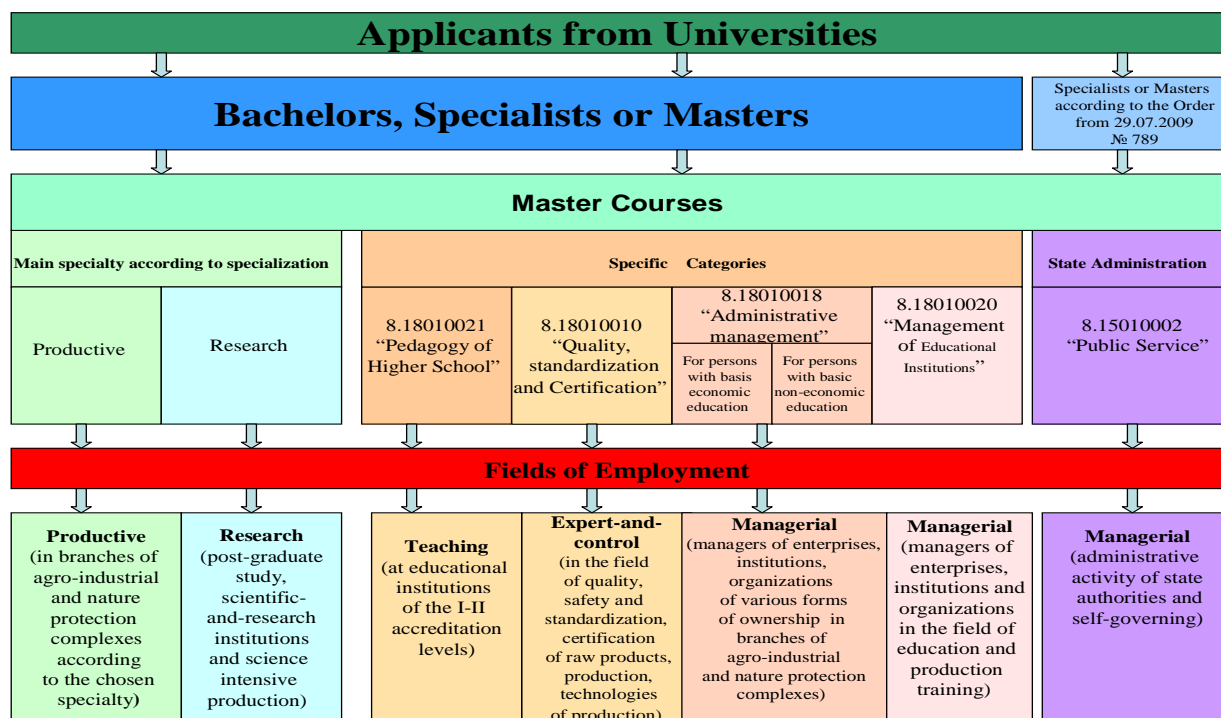 Applicants from Universities
Bachelors, Specialists or Masters
Specialists or Masters
according to the Order
from 29.07.2009
№ 789
Master Courses
Main specialty according to specialization
Specific Categories
State Administration
Productive
Research
8.18010021
“Pedagogy of
Higher School”
8.18010010
“Quality,
standardization
and Certification”
8.18010018
“Administrative
management”
For persons
with basis
economic
education
For persons
with basic
non-economic
education
8.18010020
“Management
of Educational
Institutions”
8.15010002
“Public Service”
Fields of Employment
Productive
(in branches of
agro-industrial
and nature
protection
complexes
according
to the chosen
specialty)
Research
(post-graduate
study,
scientific-
and-research
institutions
and science
intensive
production)
Teaching
(at educational
institutions
of the I-II
accreditation
levels)
Expert-and-
control
(in the field
of quality,
safety and
standardization,
certification
of raw products,
production,
technologies
of production)
Managerial
(managers of enterprises,
institutions,
organizations
of various forms
of ownership in
branches of
agro-industrial
and nature protection
complexes)
Managerial
(managers of
enterprises,
institutions and
organizations
in the field of
education and
production
training)
Managerial
(administrative
activity of state
authorities and
self-governing)